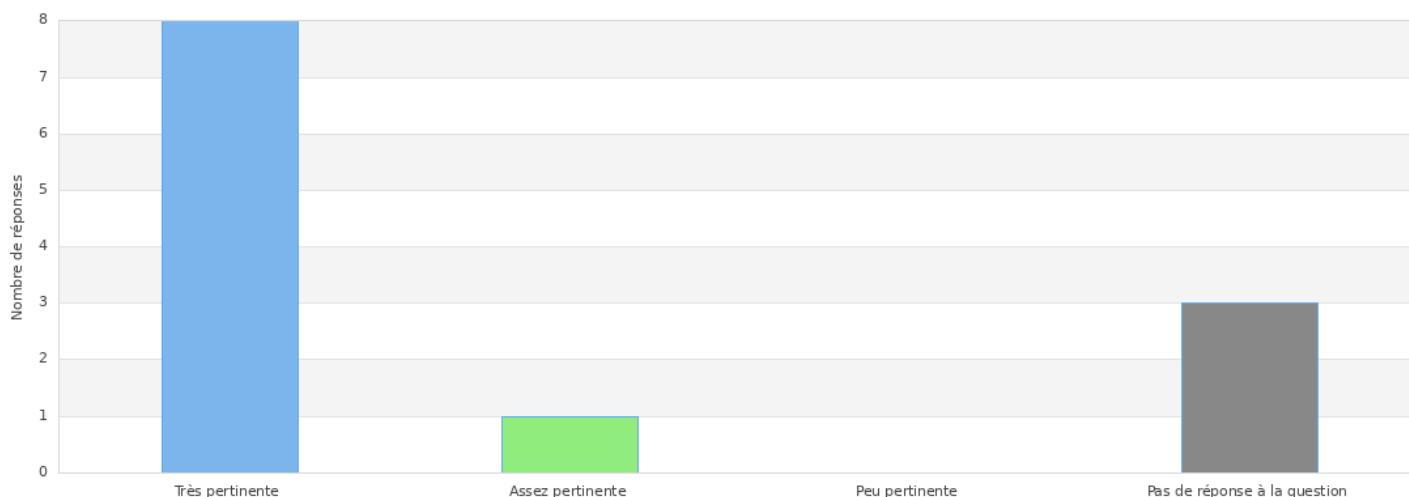 8
7
6
5
4
3
2
1
0
Nombre de réponses
Très pertinente
Assez pertinente
Peu pertinente
Pas de réponse à la question